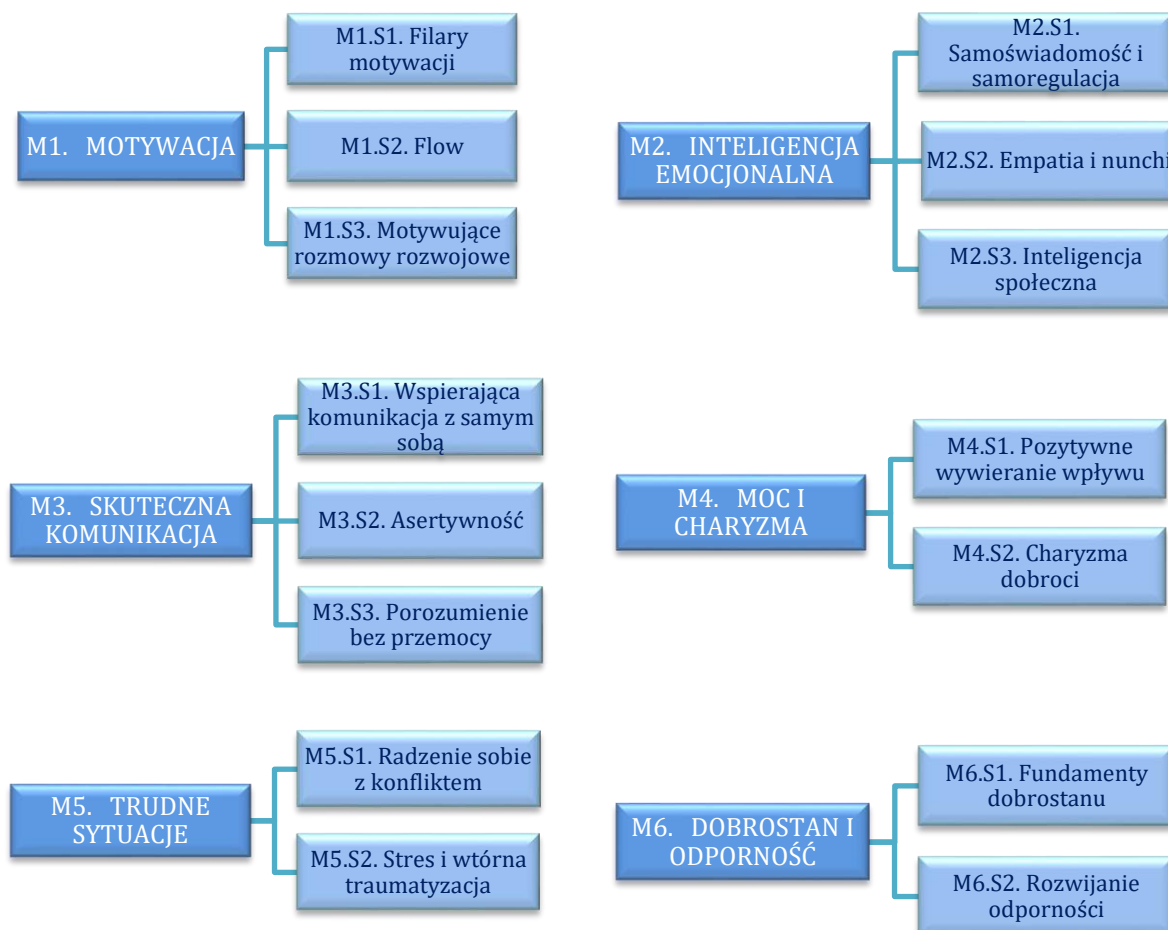 M1. MOTYWACJA
M1.S1. Filary
motywacji
M1.S2. Flow
M1.S3. Motywujące
rozmowy rozwojowe
M2. INTELIGENCJA
EMOCJONALNA
M2.S1.
Samoświadomość i
samoregulacja
M2.S2. Empatia i nunchi
M2.S3. Inteligencja
społeczna
M3. SKUTECZNA
KOMUNIKACJA
M3.S1. Wspierająca
komunikacja z samym
sobą
M3.S2. Asertywność
M3.S3. Porozumienie
bez przemocy
M4. MOC I
CHARYZMA
M4.S1. Pozytywne
wywieranie wpływu
M4.S2. Charyzma
dobroci
M5. TRUDNE
SYTUACJE
M5.S1. Radzenie sobie
z konfliktem
M5.S2. Stres i wtórna
traumatyzacja
M6. DOBROSTAN I
ODPORNOŚĆ
M6.S1. Fundamenty
dobrostanu
M6.S2. Rozwijanie
odporności